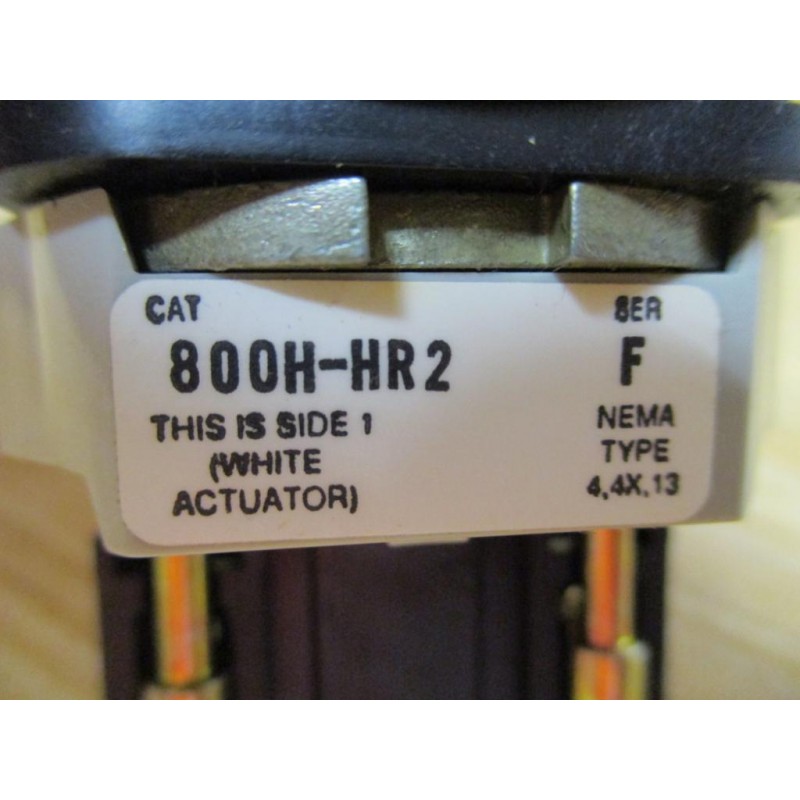 CAT SER
800H-HR2 F
THIS IS SIDE 1 NEMA
(WHITE TYPE
ACTUATOR) 4,4X,13